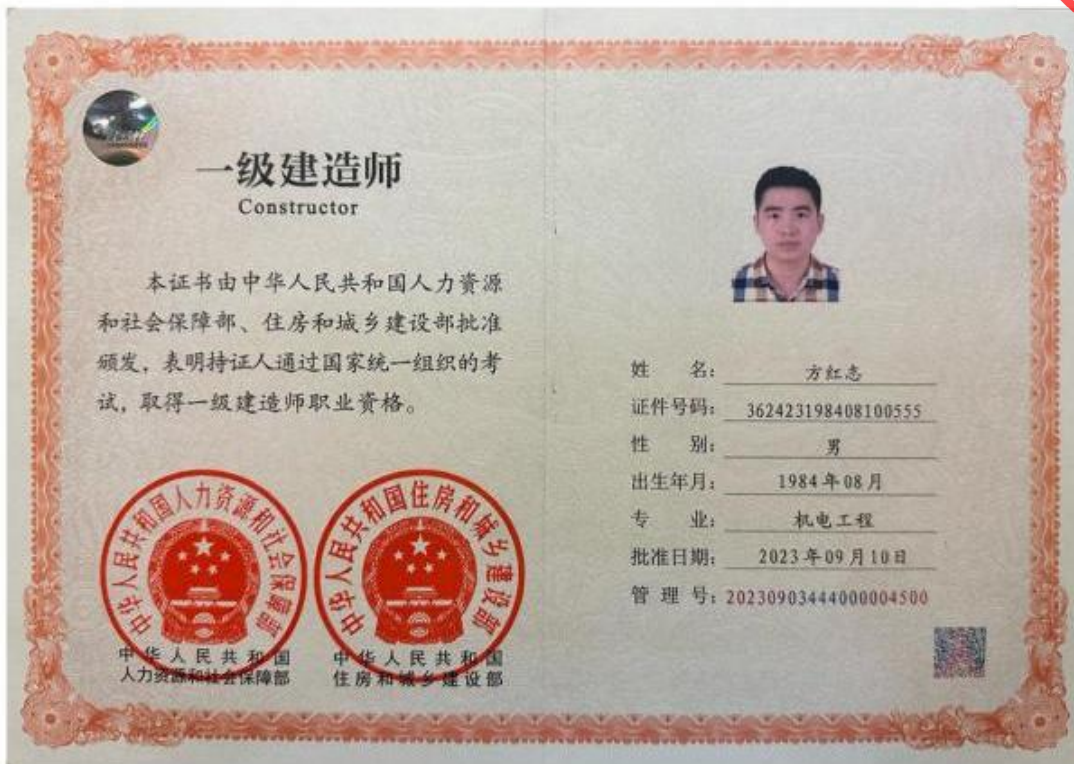 一级建造师
Constructor
本证书由中华人民共和国人力资源
和社会保障部、住房和城乡建设部批准
颁发，表明持证人通过国家统一组织的考
试，取得一级建造师职业资格。
中华人民共和国人力资源和社会保障部
中华人民共和国
人力资源和社会保障部
中华人民共和国住房和城乡建设部
中华人民共和国
住房和城乡建设部
姓 名： 方红志
证件号码： 362423198408100555
性 别： 男
出生年月： 1984年08月
专 业： 机电工程
批准日期： 2023年09月10日
管 理 号： 20230903444000004500